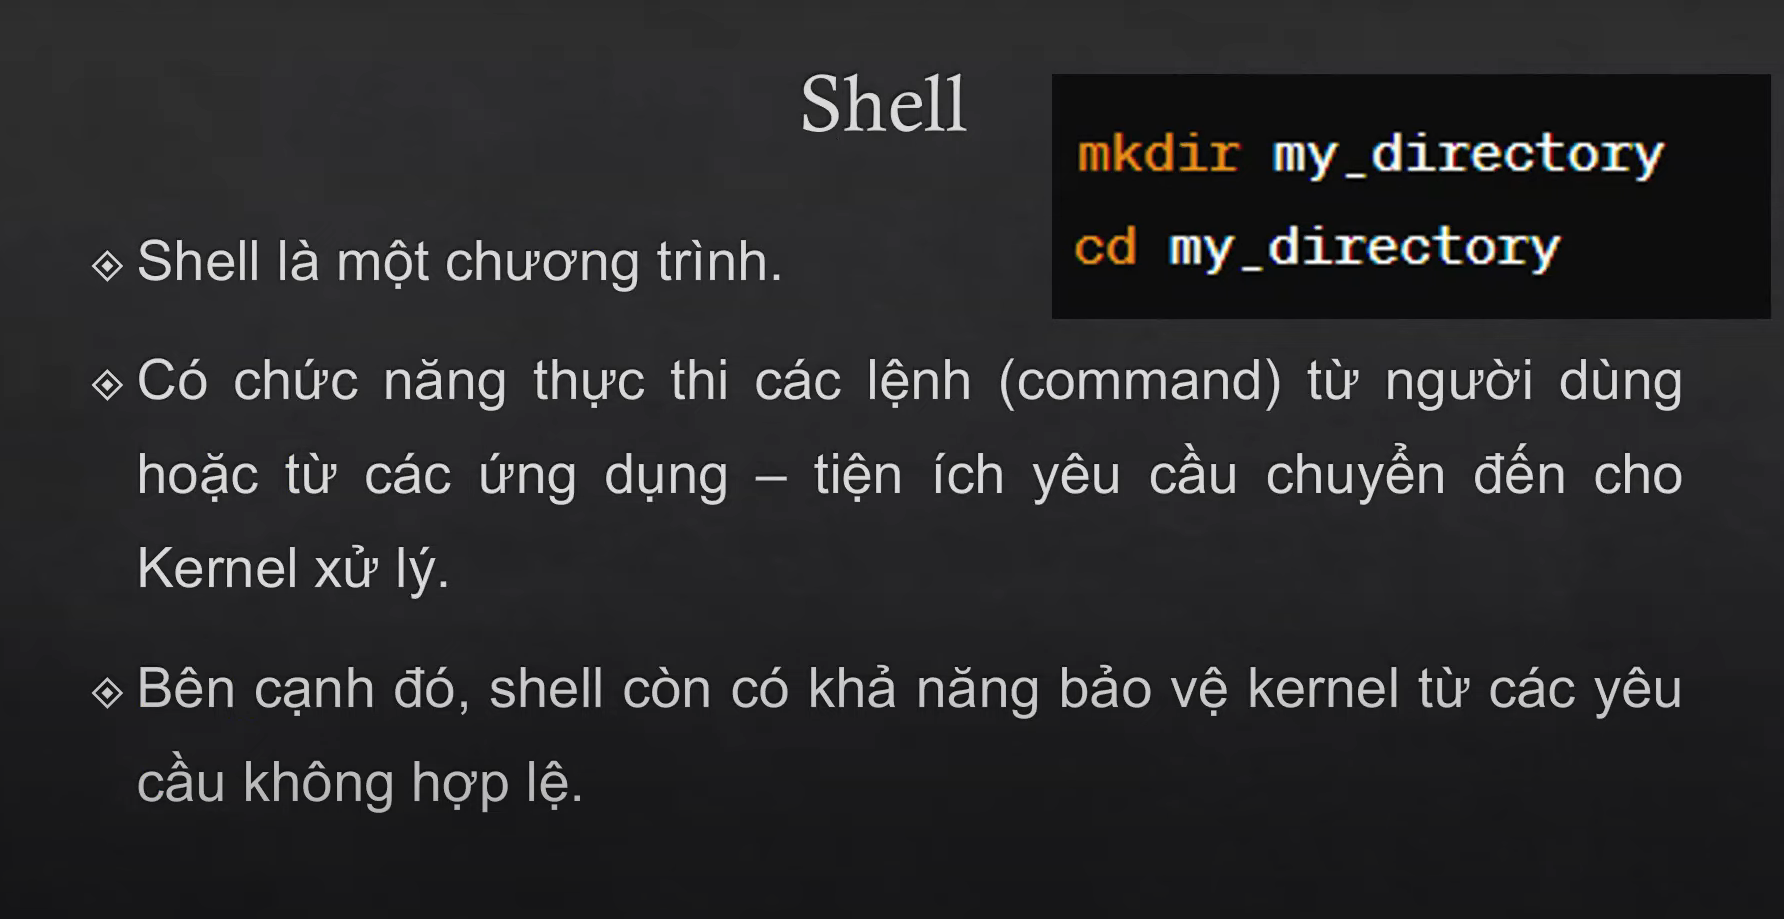 Shell
mkdir my_directory
cd my_directory
Shell là một chương trình.
Có chức năng thực thi các lệnh (command) từ người dùng
hoặc từ các ứng dụng – tiện ích yêu cầu chuyển đến cho
Kernel xử lý.
Bên cạnh đó, shell còn có khả năng bảo vệ kernel từ các yêu
cầu không hợp lệ.